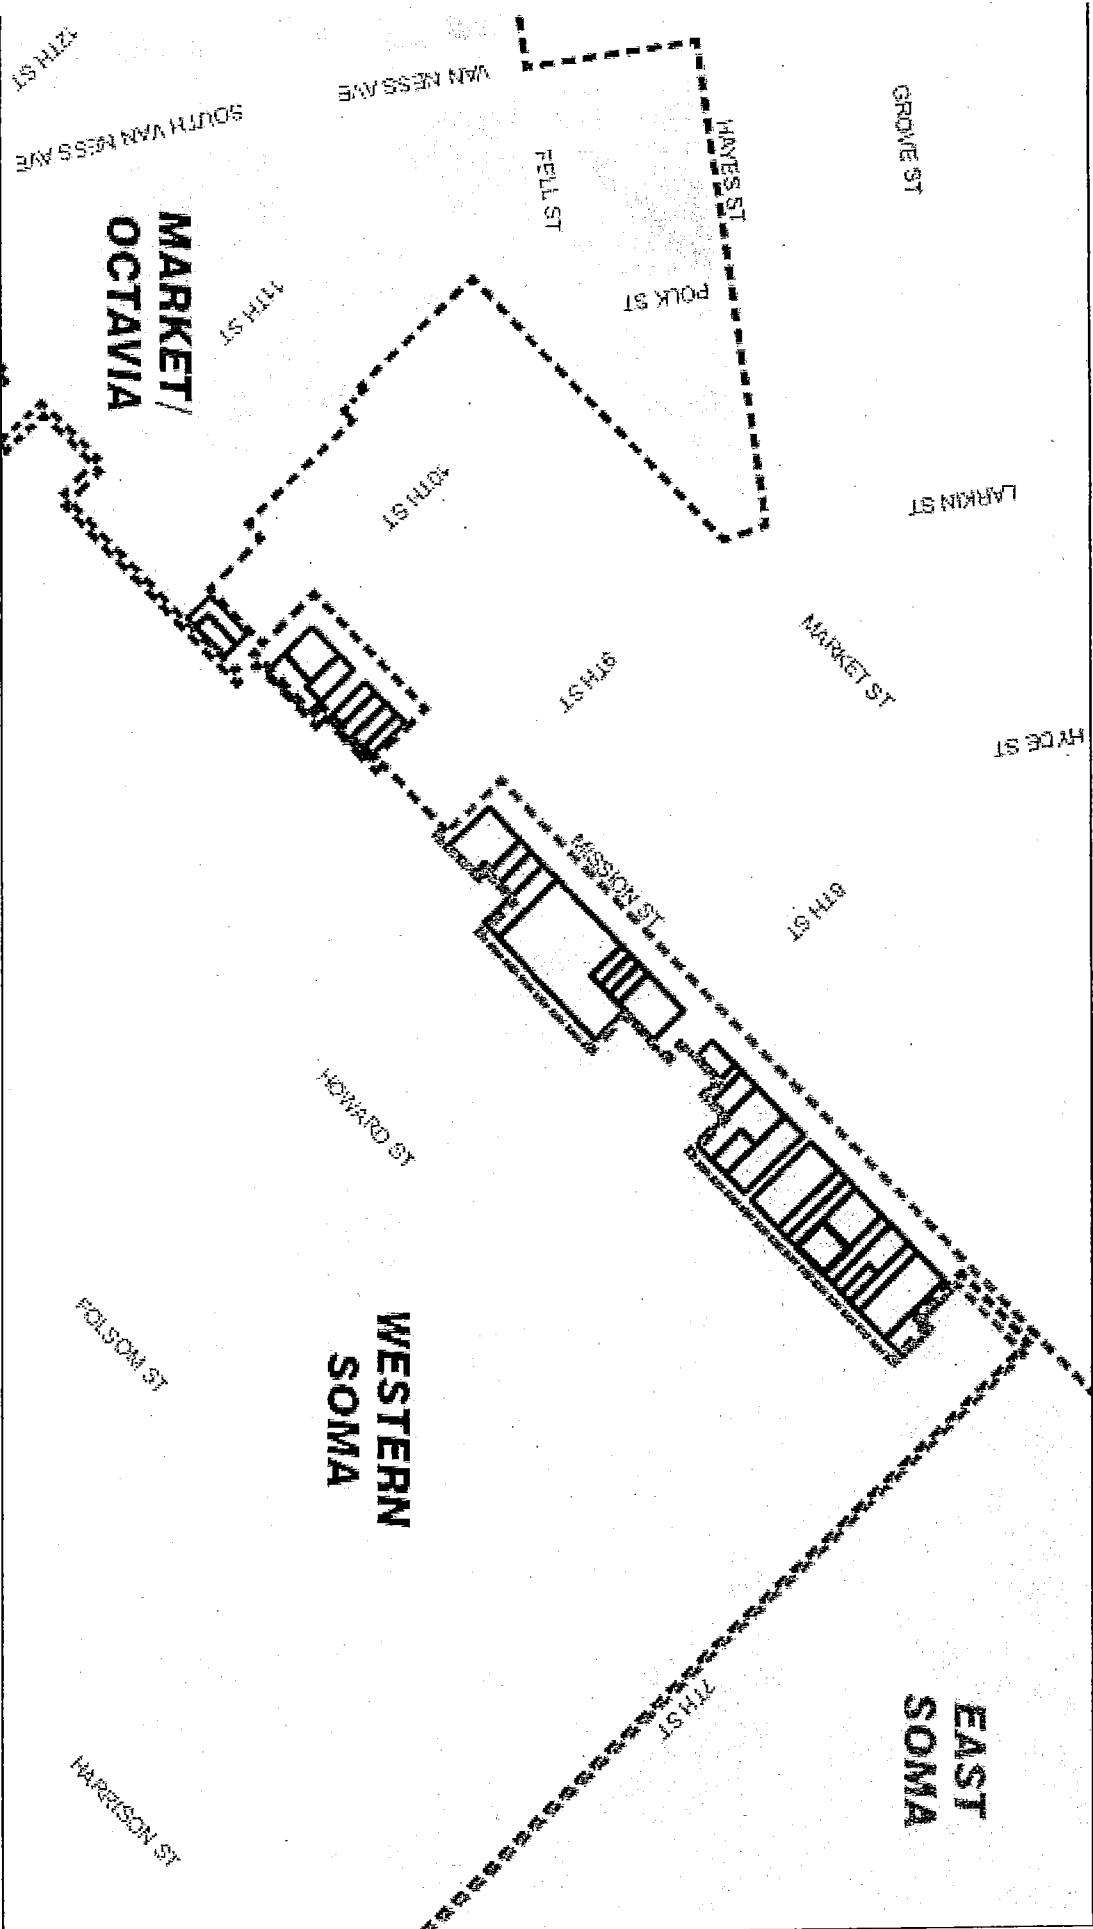 12TH ST
SOUTH VAN NESS AVE
VAN NESS AVE
FELL ST
HAYES ST
GROVE ST
MARKET /
OCTAVIA
11TH ST
POLK ST
10TH ST
LARKIN ST
9TH ST
MARKET ST
HYDE ST
MISSION ST
8TH ST
HOWARD ST
FOLSOM ST
WESTERN
SOMA
7TH ST
EAST
SOMA
HARRISON ST